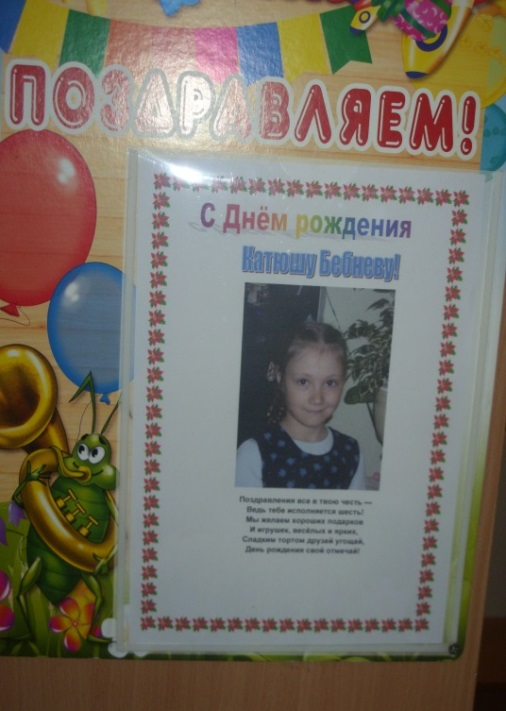 ПОЗДРАВЛЯЕМ!
С Днём рождения
Катюшу Бебневу!
Поздравления все в твою честь —
Ведь тебе исполняется шесть!
Мы желаем хороших подарков
И игрушек, весёлых и ярких,
Сладким тортом друзей угощай,
День рождения свой отмечай!